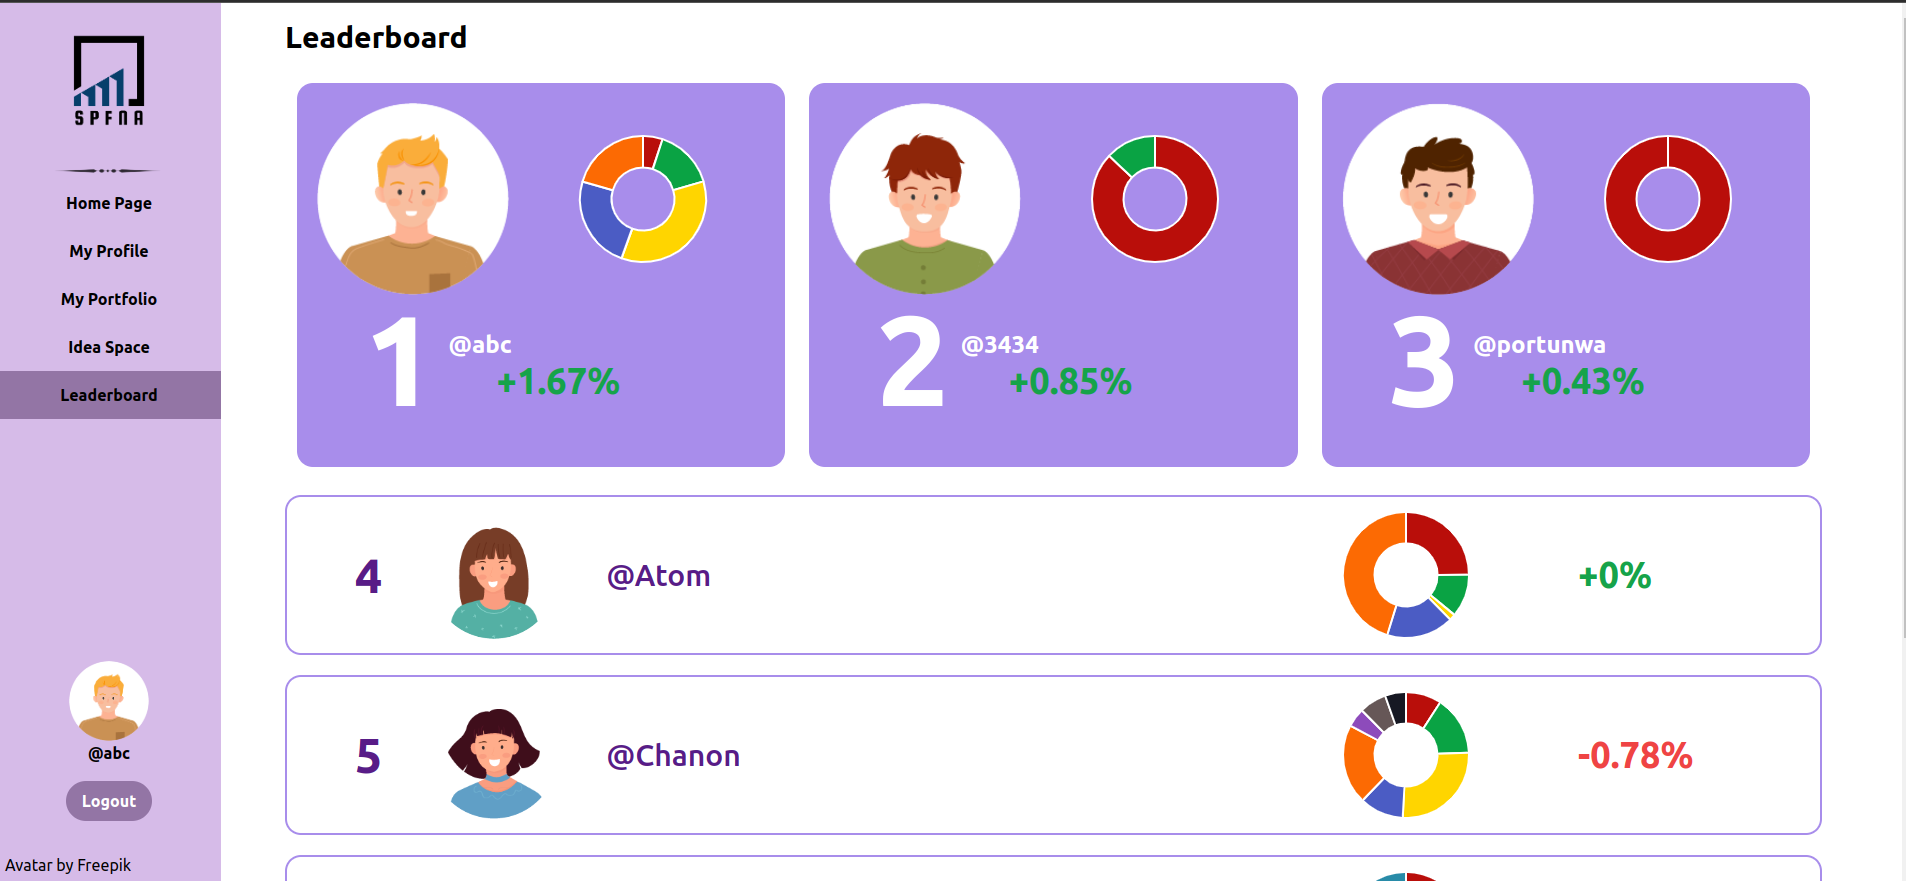 SPFNA
Home Page
My Profile
My Portfolio
Idea Space
Leaderboard
@abc
Logout
Avatar by Freepik
Leaderboard
1
@abc
+1.67%
2
@3434
+0.85%
3
@portunwa
+0.43%
4
@Atom
+0%
5
@Chanon
-0.78%